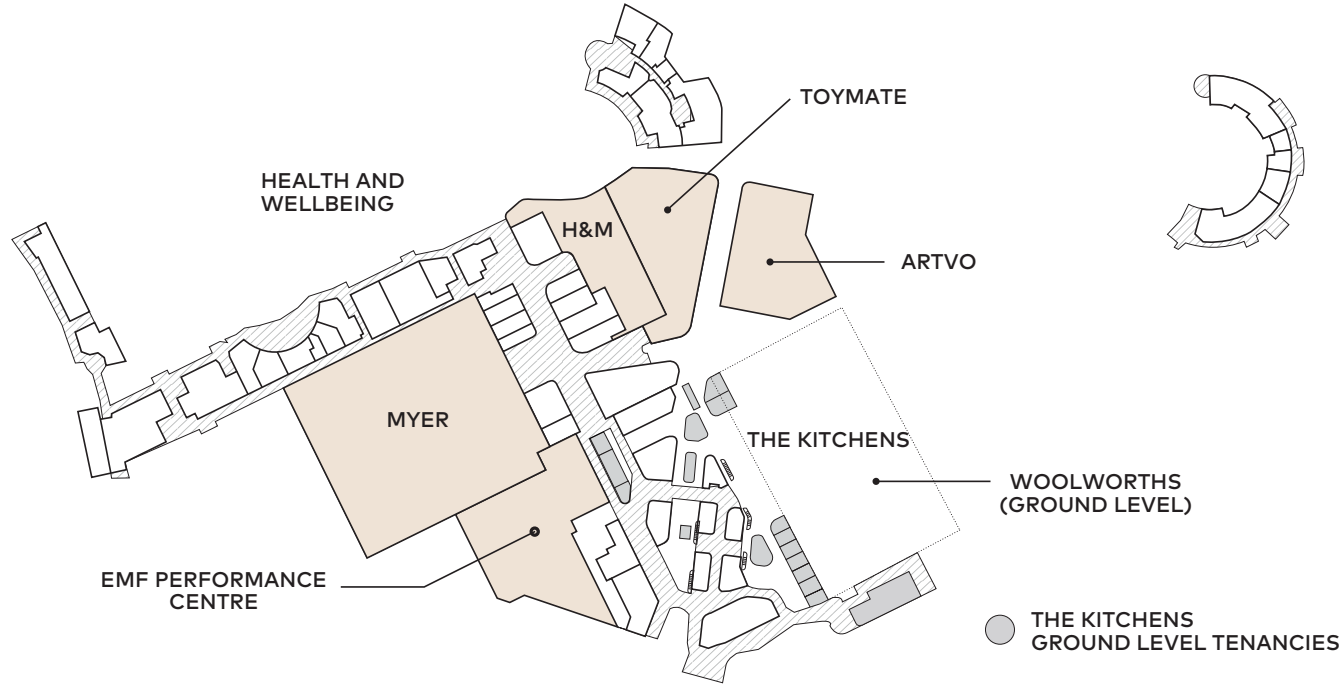 TOYMATE
HEALTH AND
WELLBEING
H&M
ARTVO
MYER
THE KITCHENS
WOOLWORTHS
(GROUND LEVEL)
EMF PERFORMANCE
CENTRE
THE KITCHENS
GROUND LEVEL TENANCIES